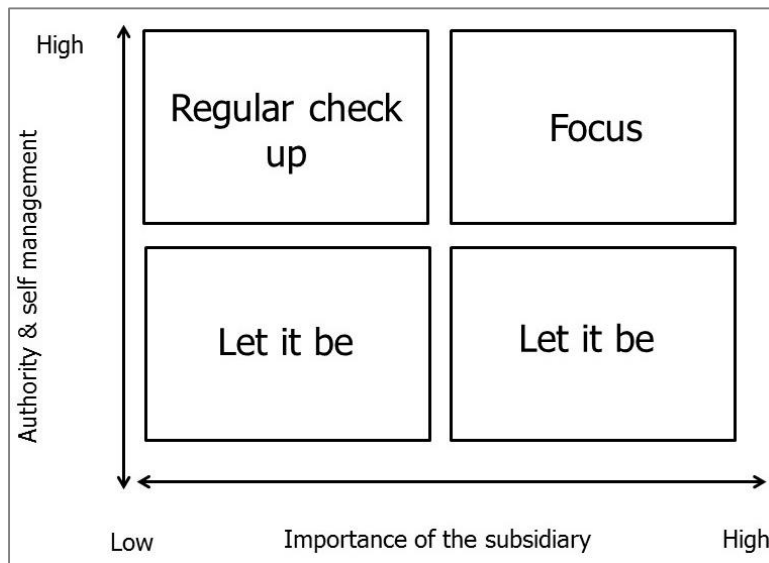 High
Regular check
up
Focus
Authority & self management
Let it be
Let it be
Low
Importance of the subsidiary
High